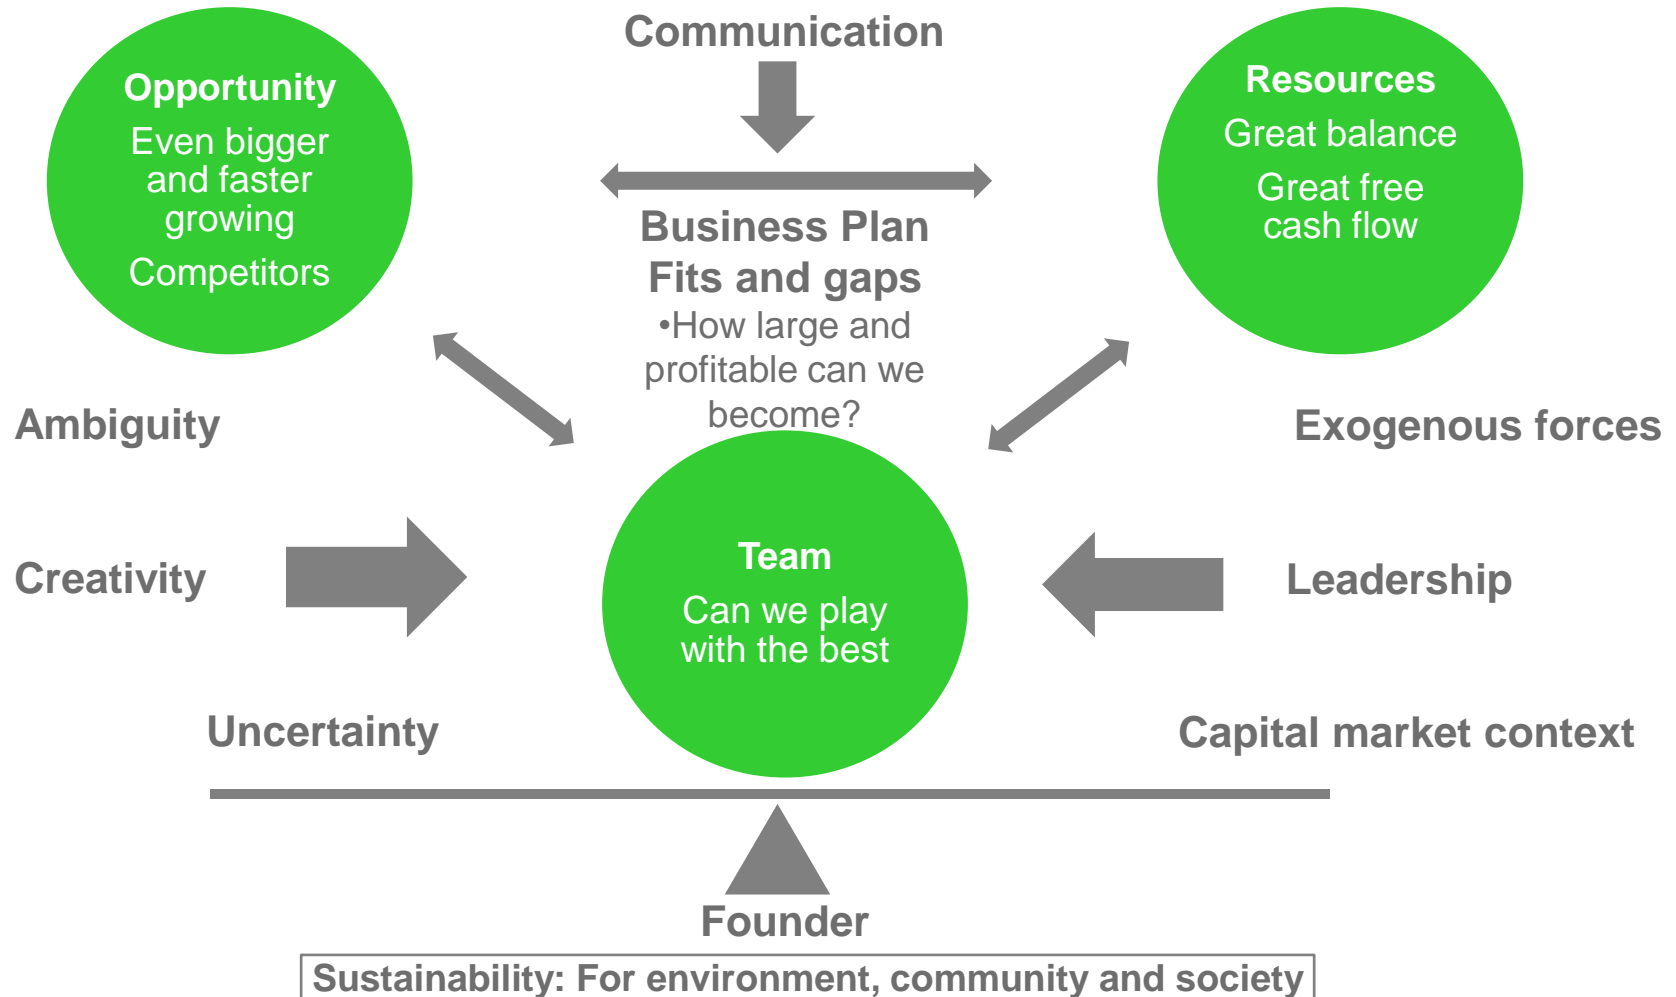 Communication
Opportunity
Even bigger
and faster
growing
Competitors
Resources
Great balance
Great free
cash flow
Business Plan
Fits and gaps
•How large and
profitable can we
become?
Ambiguity
Exogenous forces
Creativity
Team
Can we play
with the best
Leadership
Uncertainty
Capital market context
Founder
Sustainability: For environment, community and society